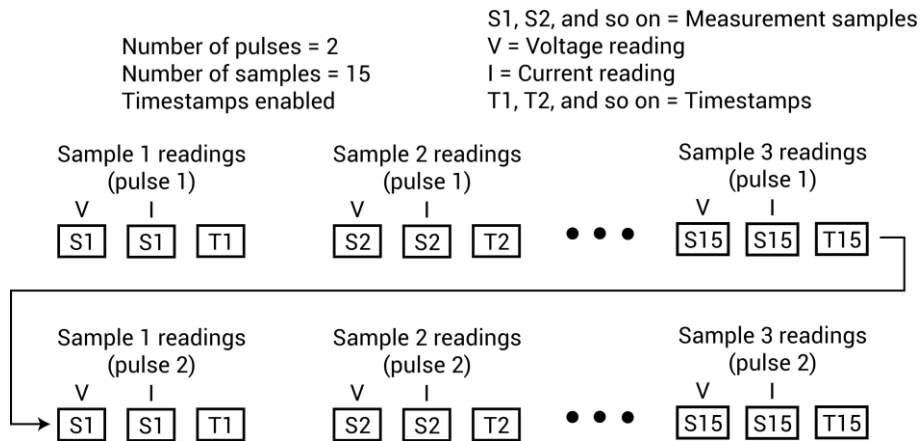 Number of pulses = 2
Number of samples = 15
Timestamps enabled
S1, S2, and so on = Measurement samples
V = Voltage reading
I = Current reading
T1, T2, and so on = Timestamps
Sample 1 readings
(pulse 1)
V I
S1 S1 T1
Sample 2 readings
(pulse 1)
V I
S2 S2 T2
Sample 3 readings
(pulse 1)
V I
S15 S15 T15
Sample 1 readings
(pulse 2)
V I
S1 S1 T1
Sample 2 readings
(pulse 2)
V I
S2 S2 T2
Sample 3 readings
(pulse 2)
V I
S15 S15 T15